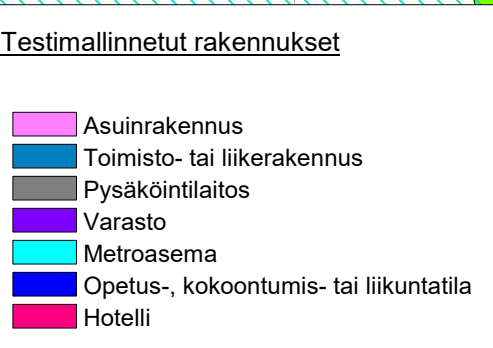 Testimallinnetut rakennukset
Asuinrakennus
Toimisto- tai liikerakennus
Pysäköintilaitos
Varasto
Metroasema
Opetus-, kokoontumis- tai liikuntatila
Hotelli